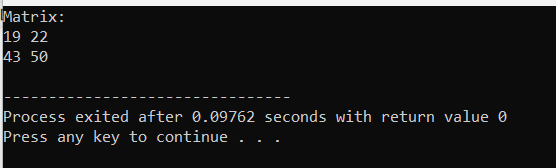 Matrix:
19 22
43 50
--------------------------------
Process exited after 0.09762 seconds with return value 0
Press any key to continue . . .